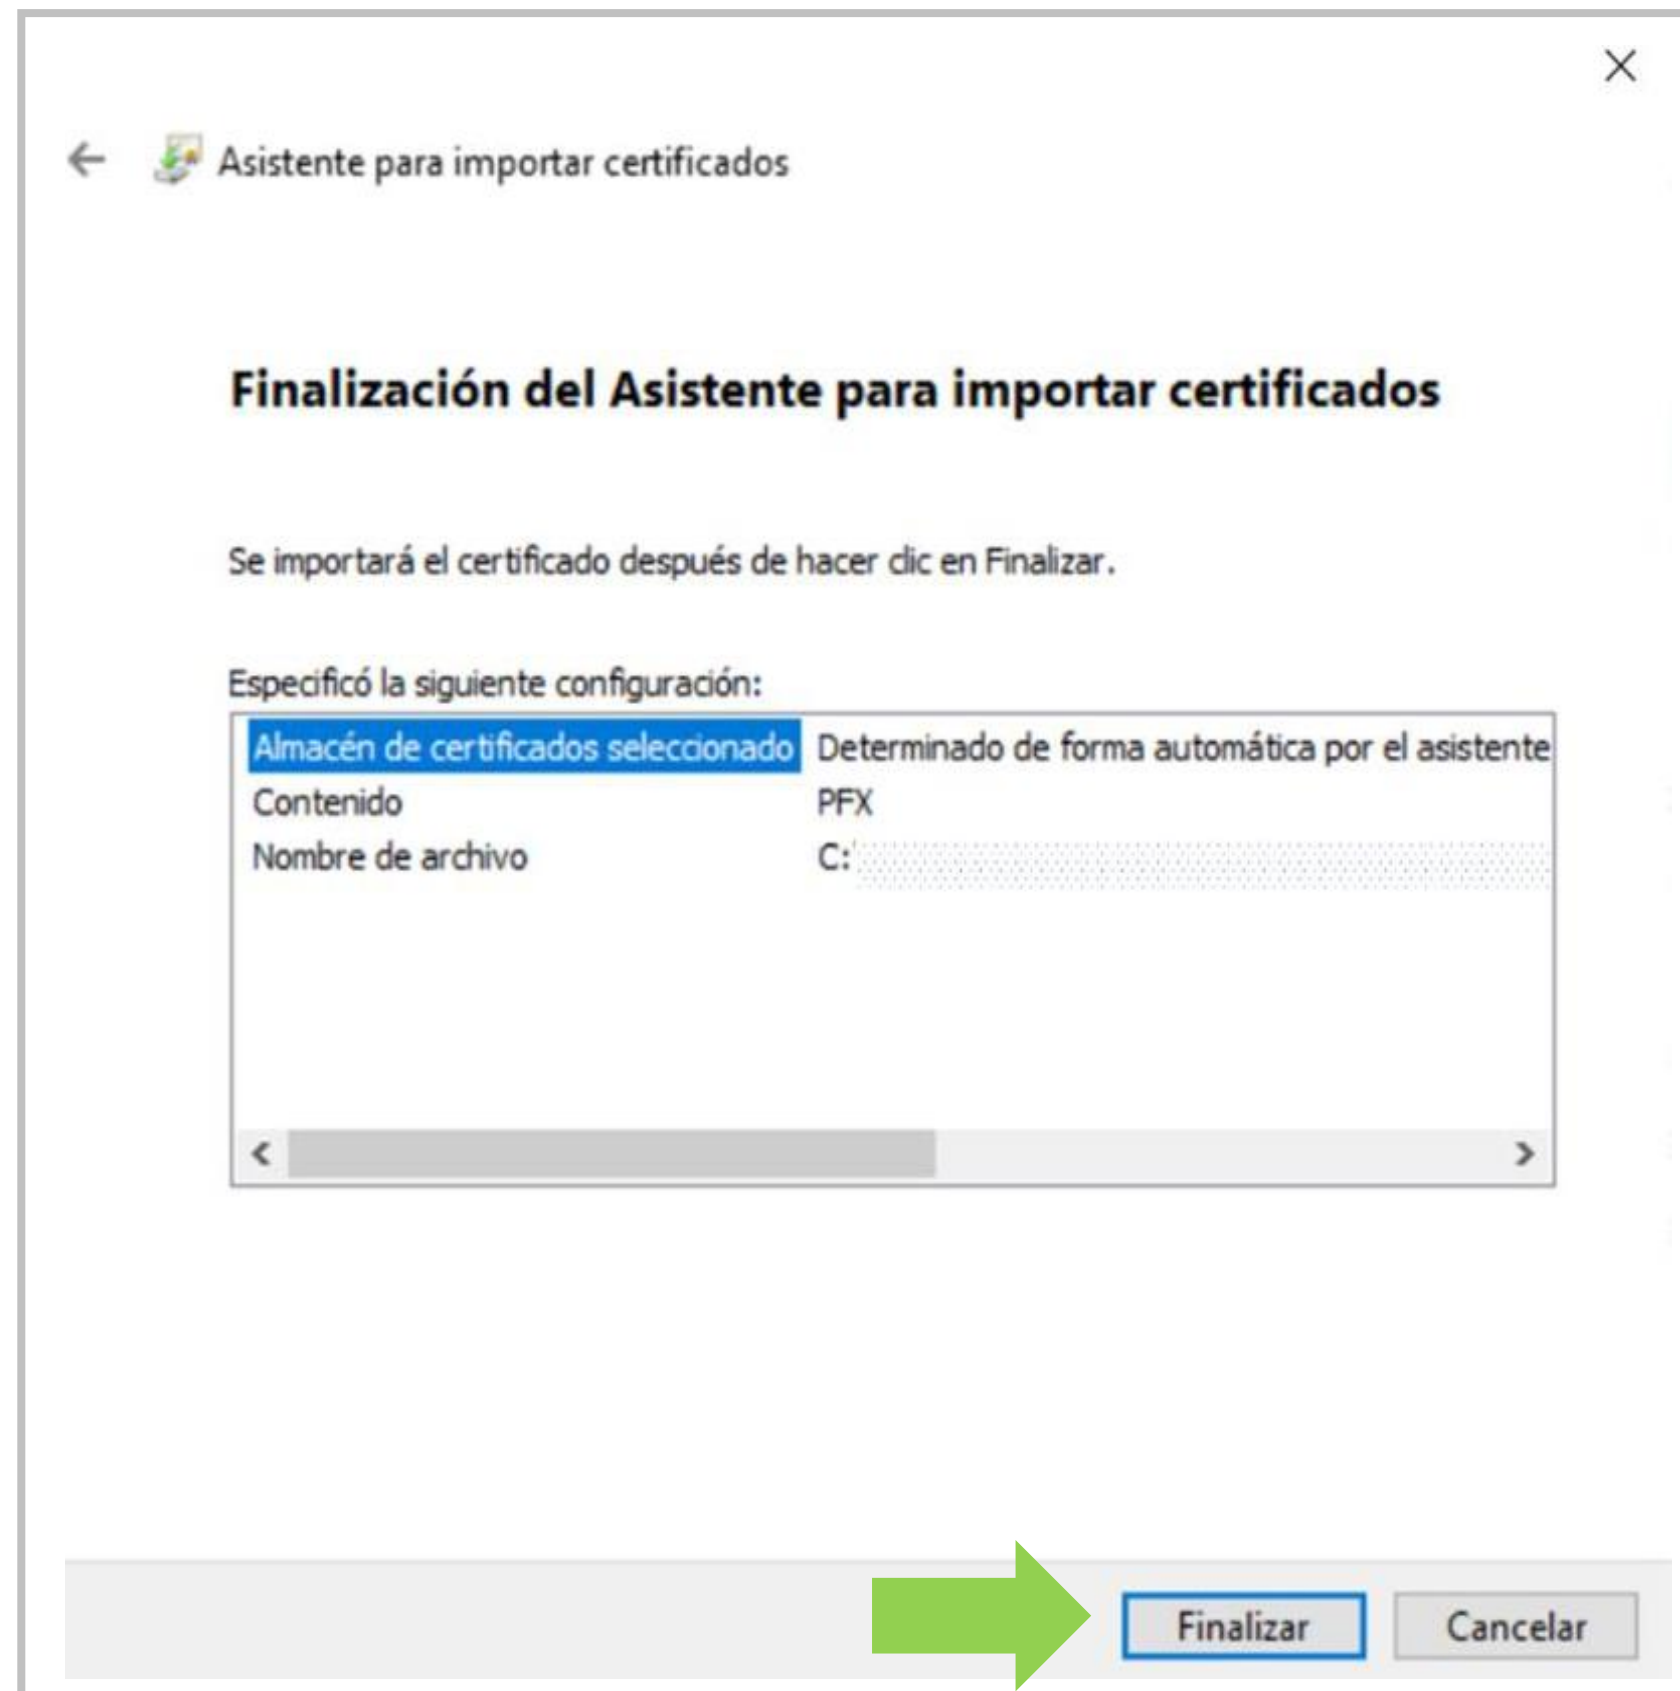 Asistente para importar certificados
Finalización del Asistente para importar certificados
Se importará el certificado después de hacer clic en Finalizar.
Especificó la siguiente configuración:
Almacén de certificados seleccionado Determinado de forma automática por el asistente
Contenido PFX
Nombre de archivo C:
Finalizar Cancelar